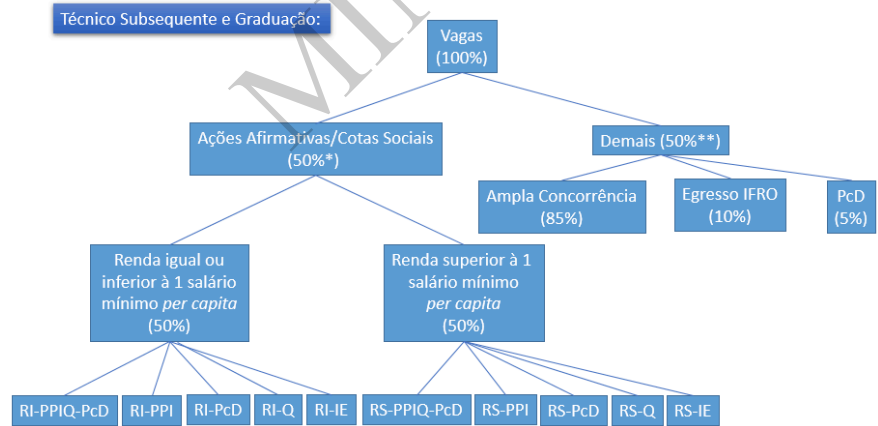 Técnico Subsequente e Graduação:
Vagas
(100%)
Ações Afirmativas/Cotas Sociais
(50%*)
Demais (50%**)
Ampla Concorrência
(85%)
Egresso IFRO
(10%)
PcD
(5%)
Renda igual ou
inferior à 1 salário
mínimo per capita
(50%)
Renda superior à 1
salário mínimo
per capita
(50%)
RI-PPIQ-PcD
RI-PPI
RI-PcD
RI-Q
RI-IE
RS-PPIQ-PcD
RS-PPI
RS-PcD
RS-Q
RS-IE